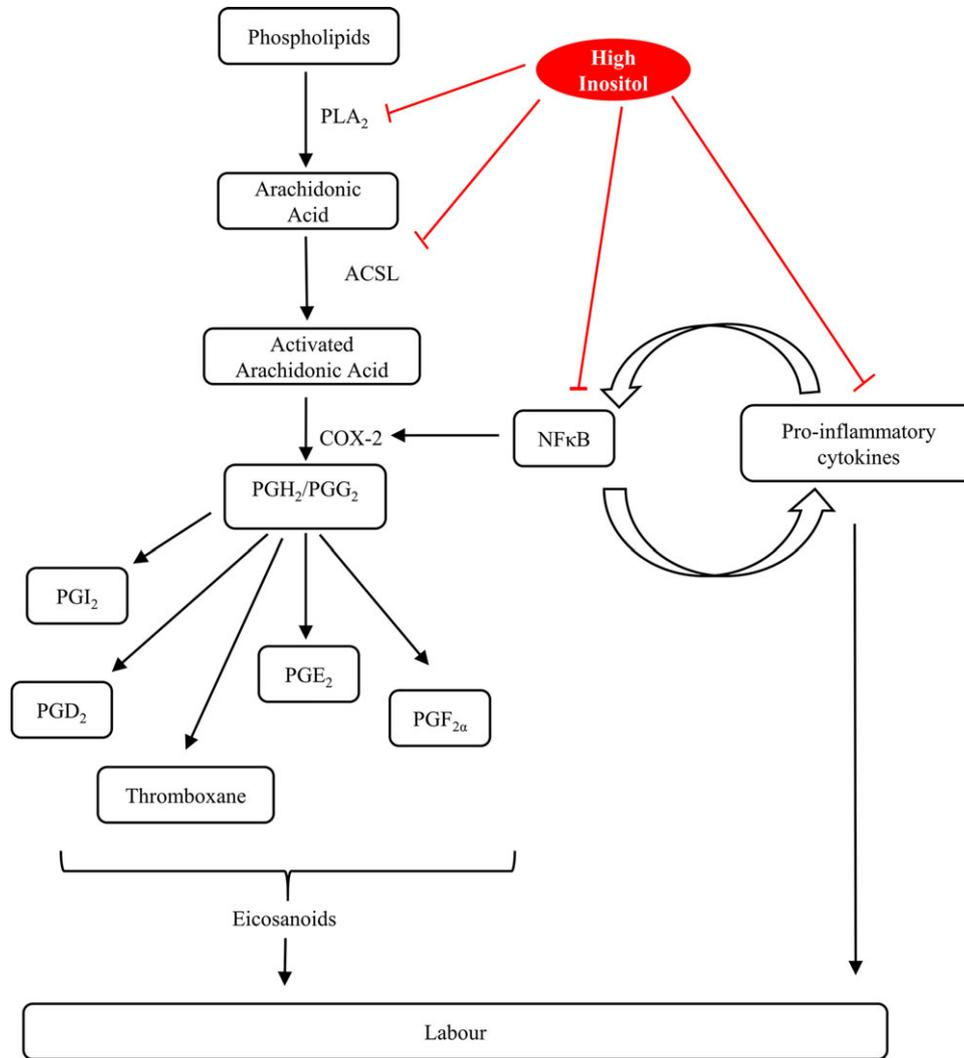 Phospholipids
High
Inositol
PLA₂
Arachidonic
Acid
ACSL
Activated
Arachidonic Acid
COX-2
NFκB
Pro-inflammatory
cytokines
PGH₂/PGG₂
PGI₂
PGE₂
PGD₂
PGF₂α
Thromboxane
Eicosanoids
Labour